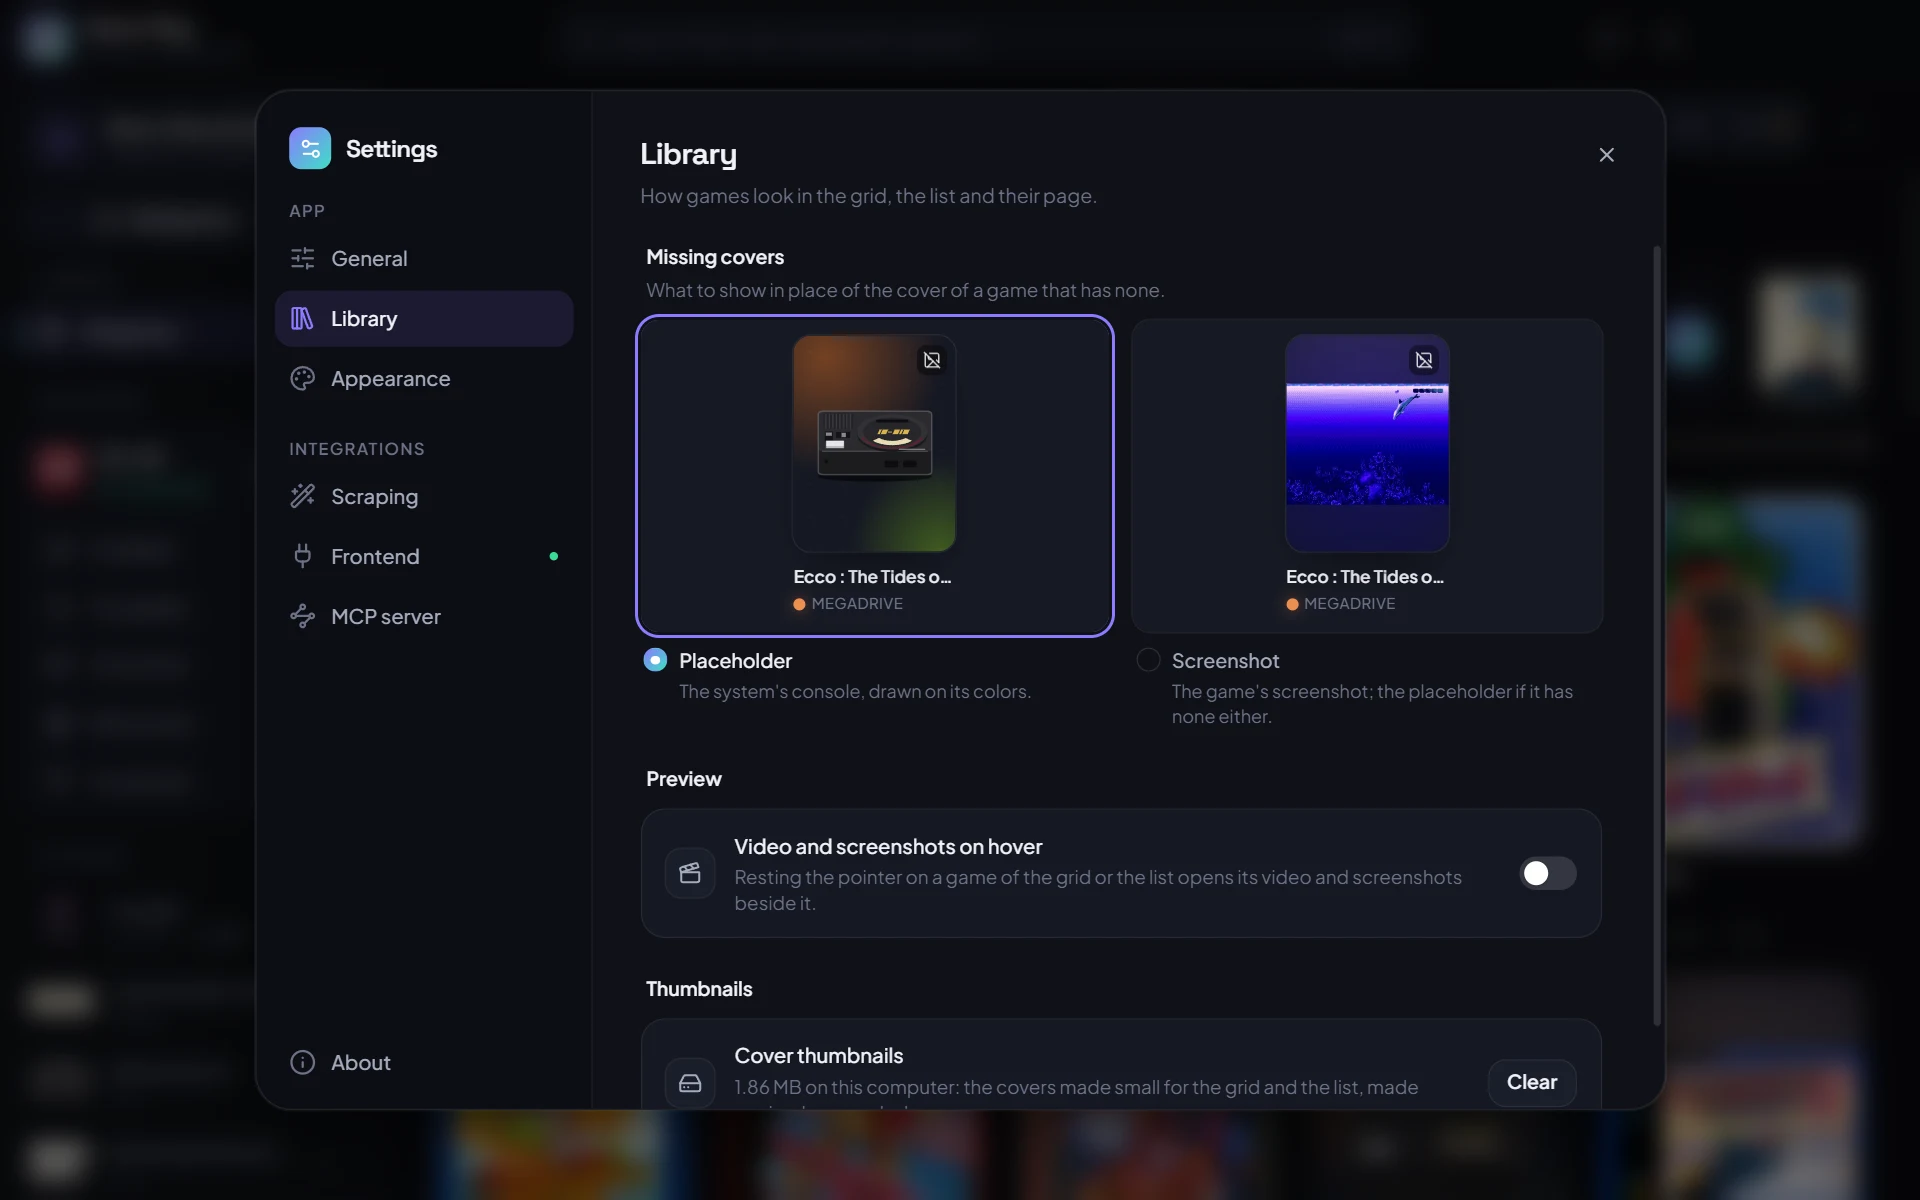 Settings
APP
General
Library
Appearance
INTEGRATIONS
Scraping
Frontend
MCP server
About
Library
How games look in the grid, the list and their page.
Missing covers
What to show in place of the cover of a game that has none.
Ecco : The Tides o...
MEGADRIVE
Ecco : The Tides o...
MEGADRIVE
Placeholder
The system's console, drawn on its colors.
Screenshot
The game's screenshot; the placeholder if it has
none either.
Preview
Video and screenshots on hover
Resting the pointer on a game of the grid or the list opens its video and screenshots
beside it.
Thumbnails
Cover thumbnails
1.86 MB on this computer: the covers made small for the grid and the list, made
Clear